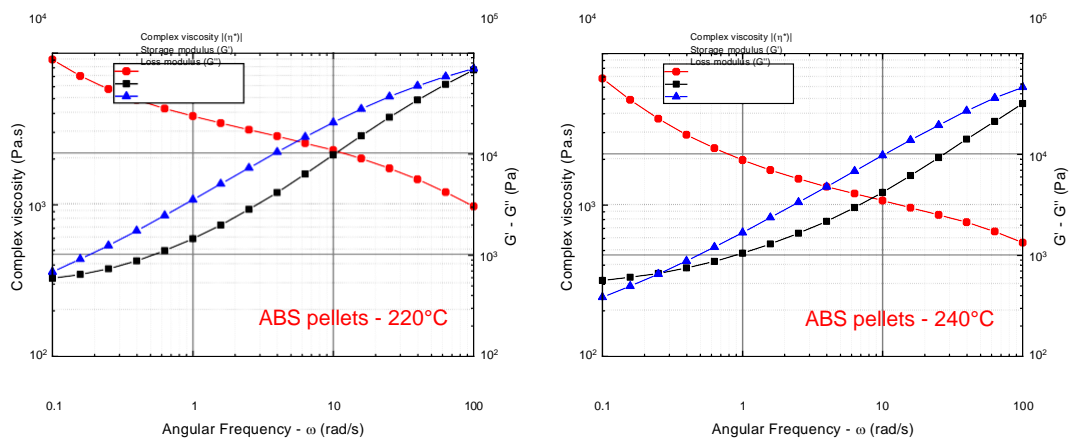 10⁴
10⁵
Complex viscosity |(η*)|
Storage modulus (G')
Loss modulus (G")
Complex viscosity (Pa.s)
10⁴
10³
10³
G' - G" (Pa)
ABS pellets - 220°C
10²
10²
0.1
1
10
100
Angular Frequency - ω (rad/s)
10⁴
10⁵
Complex viscosity |(η*)|
Storage modulus (G')
Loss modulus (G")
Complex viscosity (Pa.s)
10⁴
10³
10³
G' - G" (Pa)
ABS pellets - 240°C
10²
10²
0.1
1
10
100
Angular Frequency - ω (rad/s)